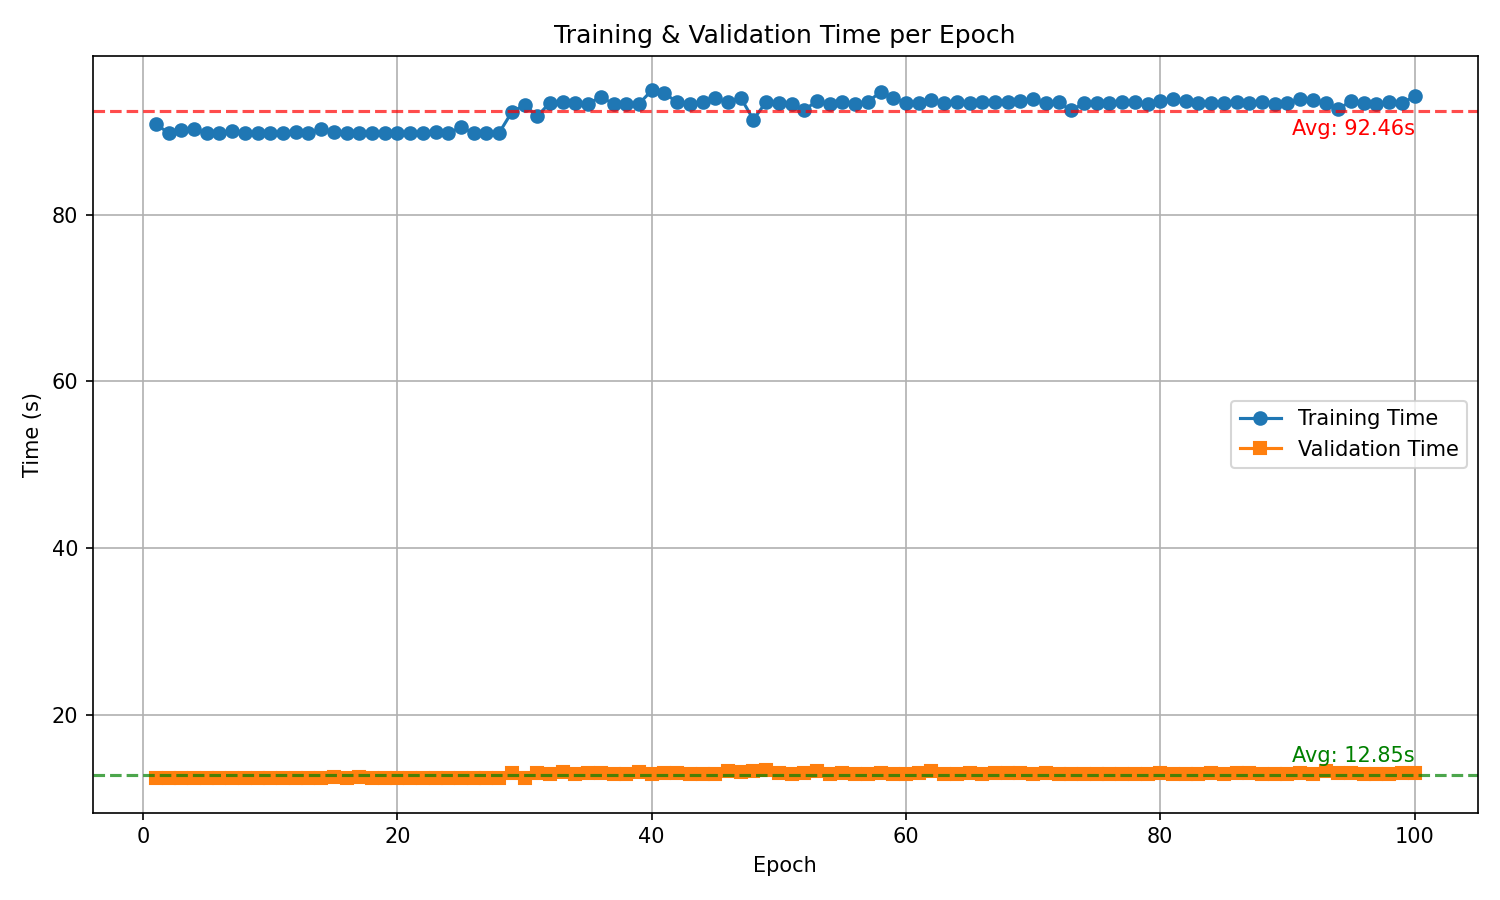 Training & Validation Time per Epoch
Avg: 92.46s
80
60
Time (s)
Training Time
Validation Time
40
20
Avg: 12.85s
0
20
40
60
80
100
Epoch